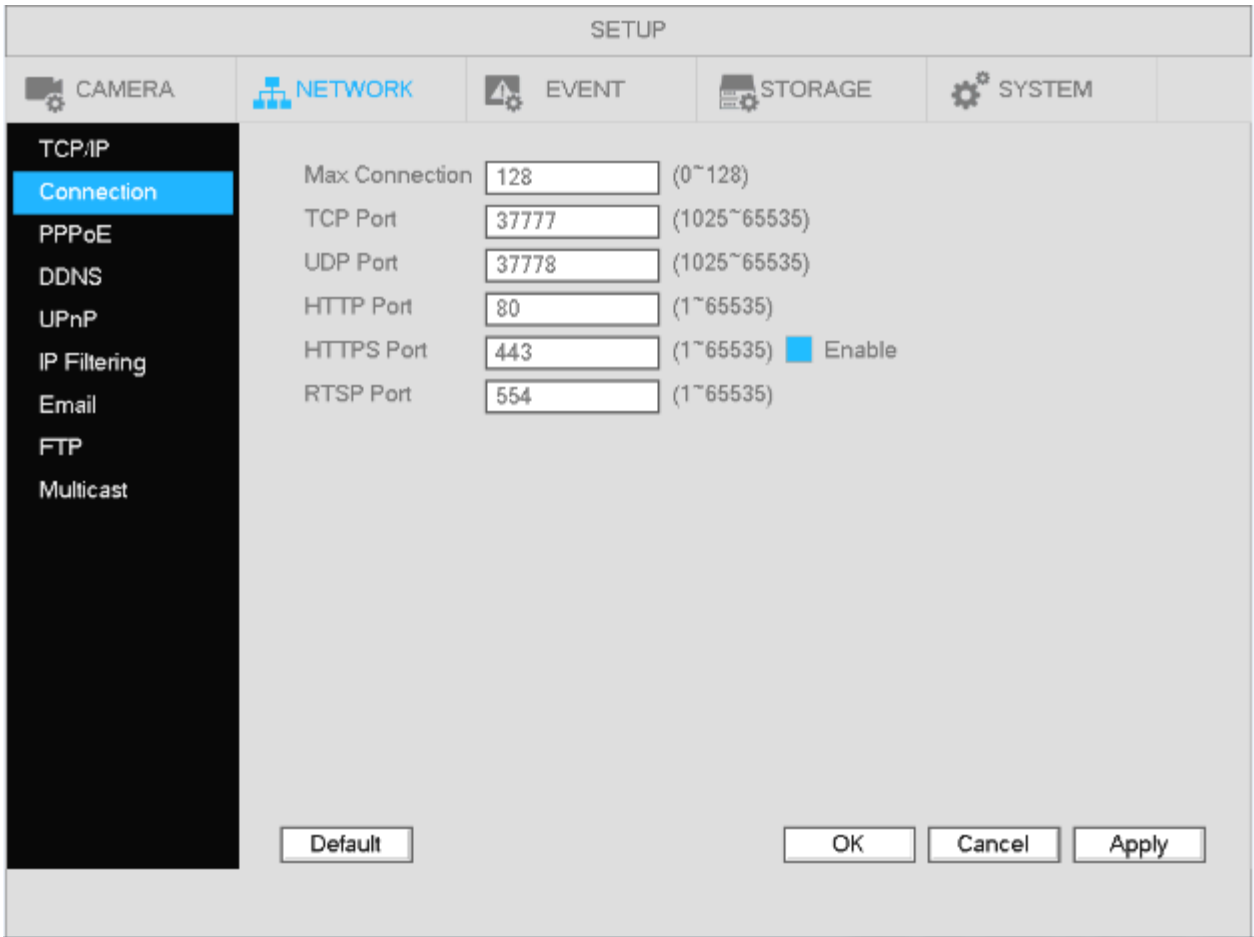 SETUP
CAMERA NETWORK EVENT STORAGE SYSTEM
TCP/IP
Connection
PPPoE
DDNS
UPnP
IP Filtering
Email
FTP
Multicast
Max Connection 128 (0~128)
TCP Port 37777 (1025~65535)
UDP Port 37778 (1025~65535)
HTTP Port 80 (1~65535)
HTTPS Port 443 (1~65535) Enable
RTSP Port 554 (1~65535)
Default OK Cancel Apply